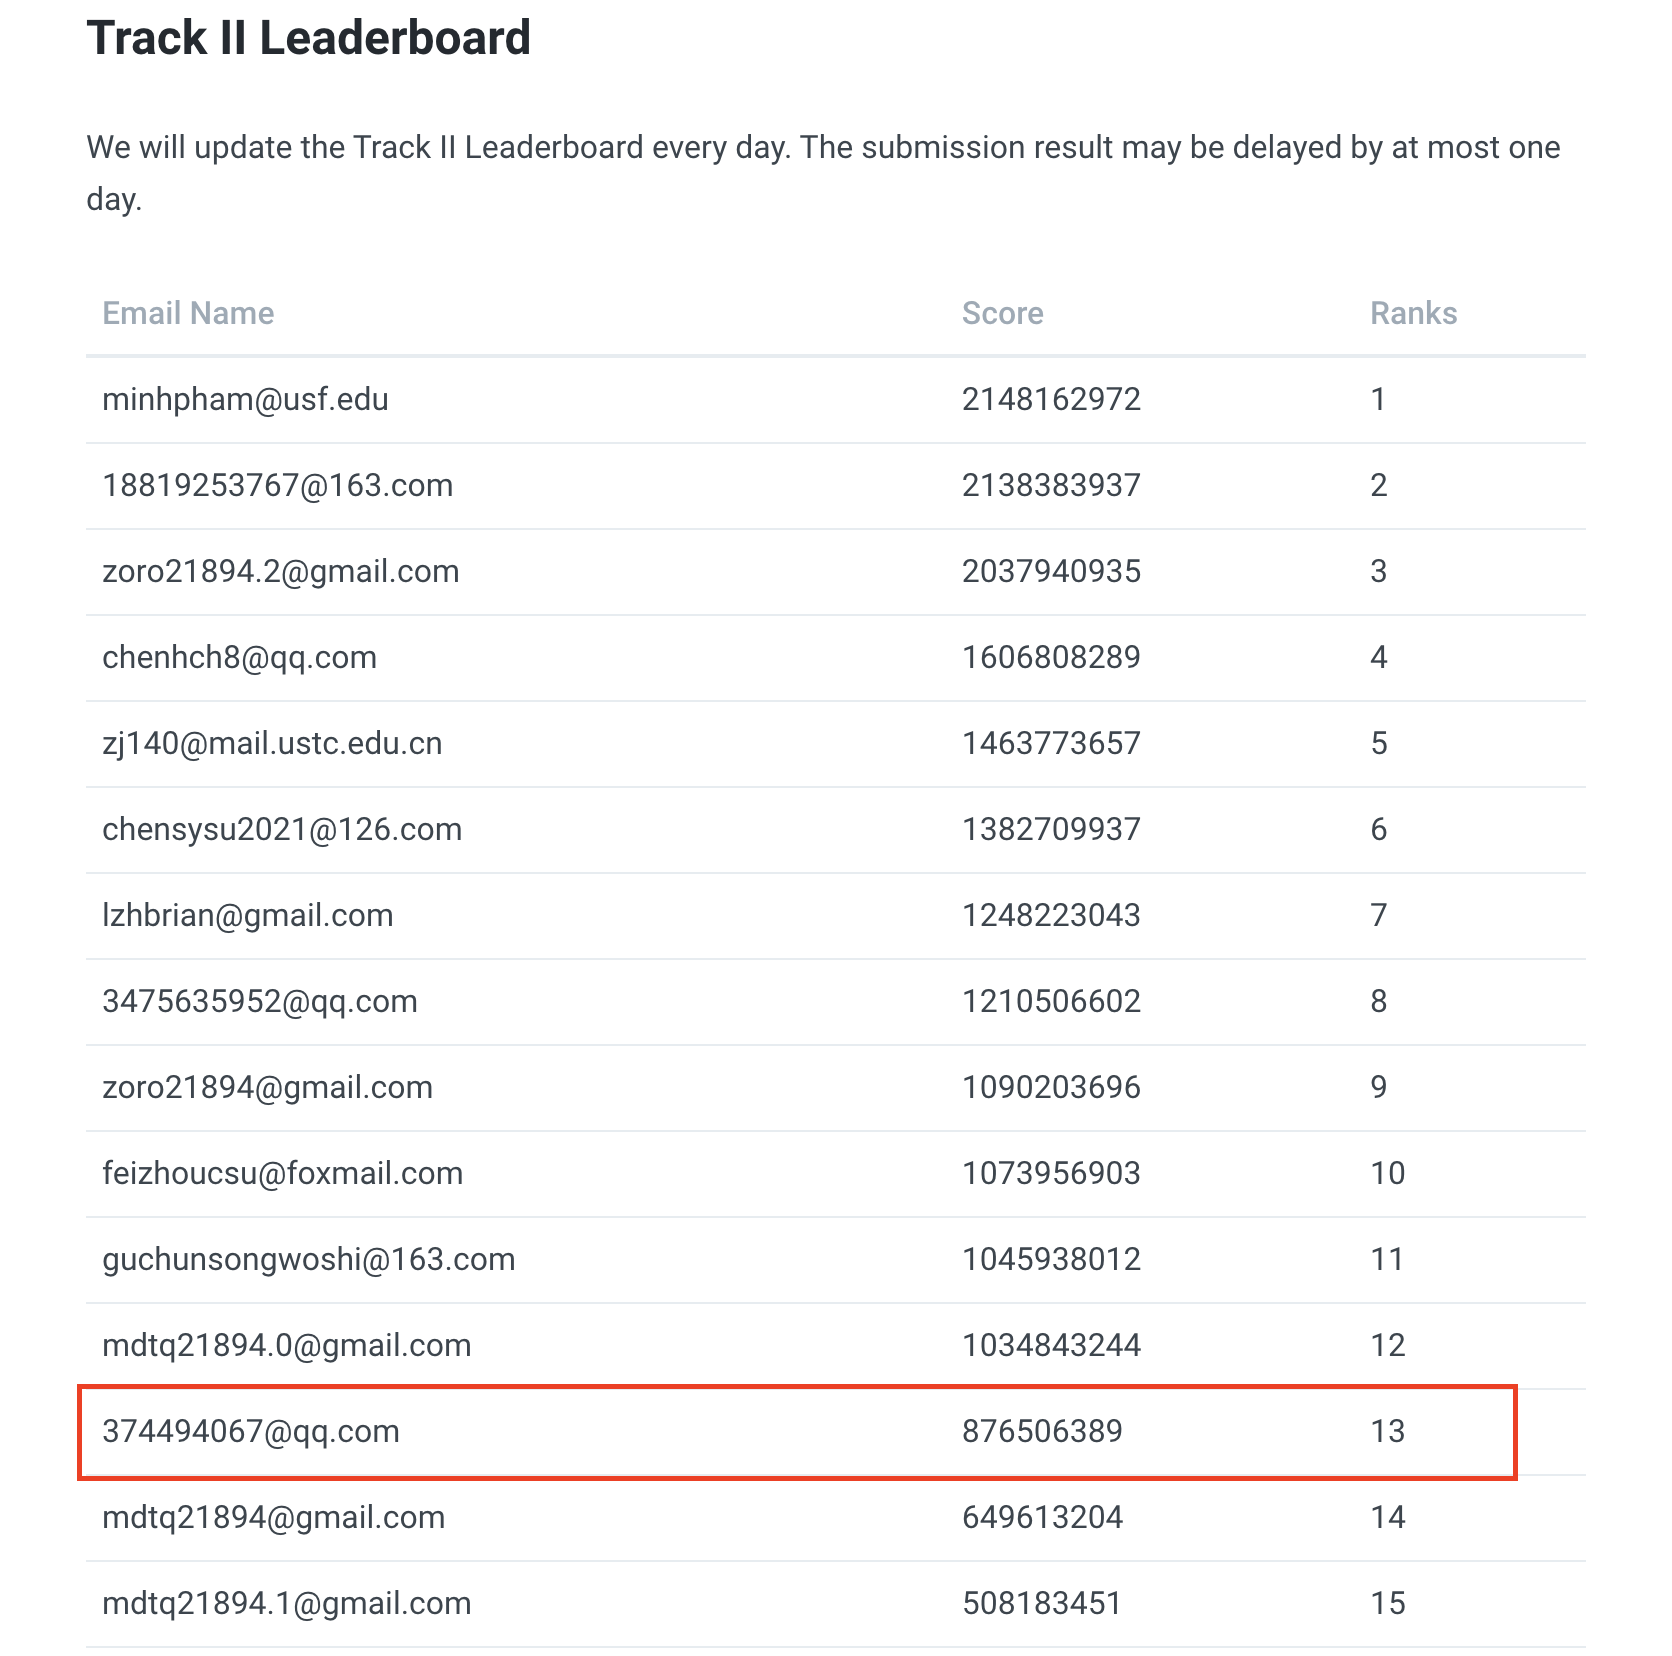 Track II Leaderboard
We will update the Track II Leaderboard every day. The submission result may be delayed by at most one
day.
Email Name Score Ranks
minhpham@usf.edu 2148162972 1
18819253767@163.com 2138383937 2
zoro21894.2@gmail.com 2037940935 3
chenhch8@qq.com 1606808289 4
zj140@mail.ustc.edu.cn 1463773657 5
chensysu2021@126.com 1382709937 6
lzhbrian@gmail.com 1248223043 7
3475635952@qq.com 1210506602 8
zoro21894@gmail.com 1090203696 9
feizhoucsu@foxmail.com 1073956903 10
guchunsongwoshi@163.com 1045938012 11
mdtq21894.0@gmail.com 1034843244 12
374494067@qq.com 876506389 13
mdtq21894@gmail.com 649613204 14
mdtq21894.1@gmail.com 508183451 15